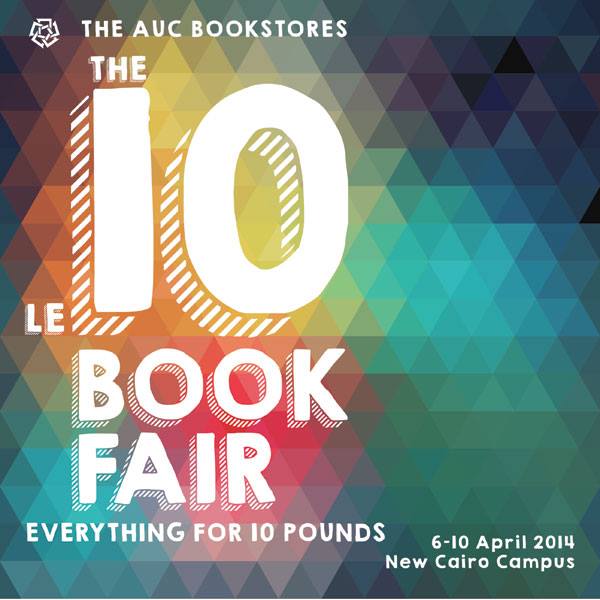 THE AUC BOOKSTORES
THE
10
LE
BOOK
FAIR
EVERYTHING FOR 10 POUNDS
6-10 April 2014
New Cairo Campus